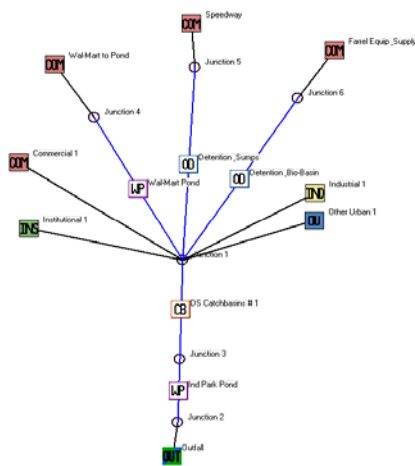 COM Speedway
COM Wal-Mart to Pond
COM Farrel Equip_Supply
Junction 5
Junction 6
Junction 4
COM Commercial 1
OD Detention_Sumps
OD Detention_Bio-Basin
WP Wal-Mart Pond
IND Industrial 1
OU Other Urban 1
INS Institutional 1
Junction 1
CB DS Catchbasins # 1
Junction 3
WP Ind Park Pond
Junction 2
OUT Outfall